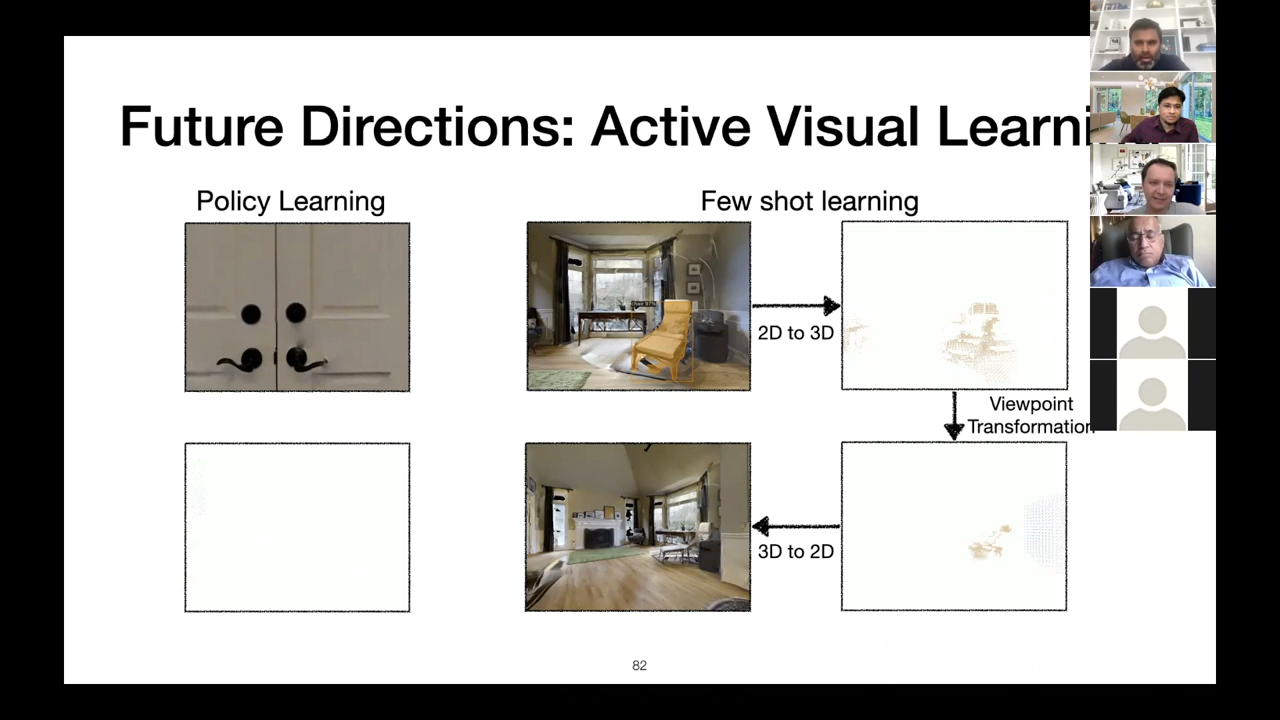 Future Directions: Active Visual Learni
Policy Learning
Few shot learning
2D to 3D
Viewpoint
Transformation
3D to 2D
82